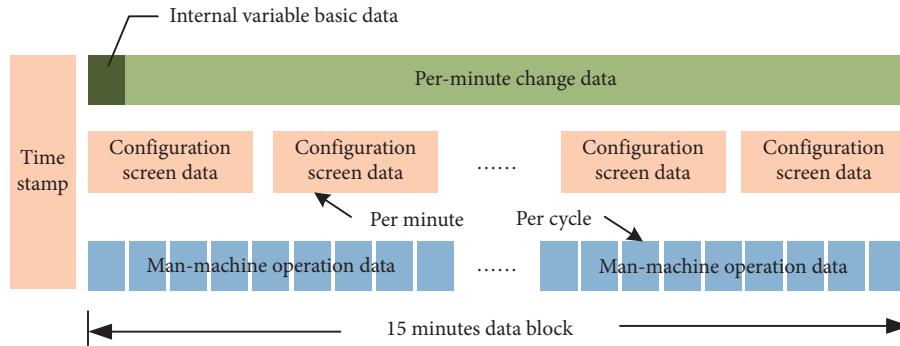 Internal variable basic data
Per-minute change data
Time
stamp
Configuration
screen data
Configuration
screen data
......
Configuration
screen data
Configuration
screen data
Per minute
Per cycle
Man-machine operation data
......
Man-machine operation data
15 minutes data block